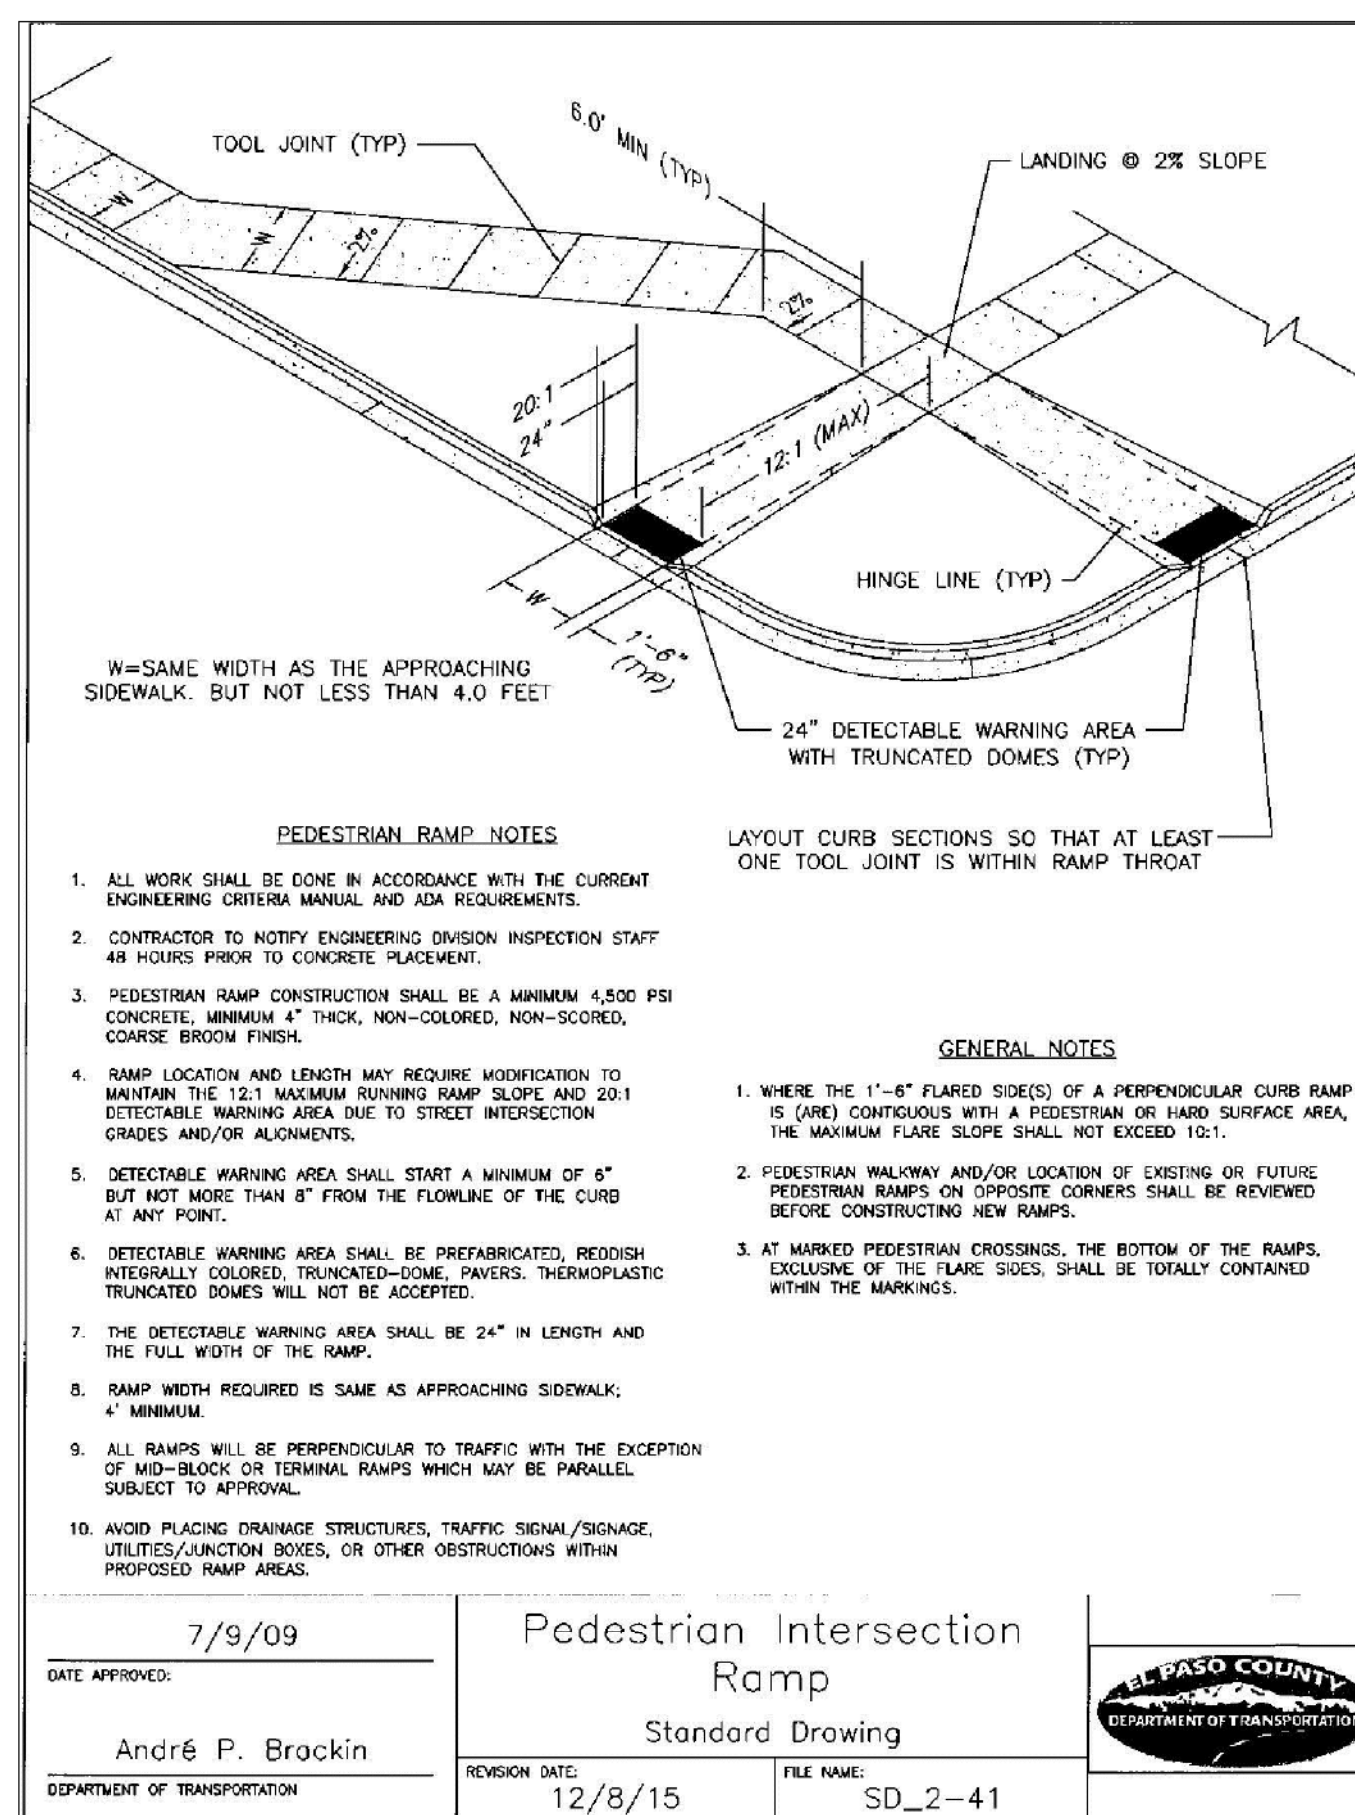 TOOL JOINT (TYP)
6.0' MIN (TYP)
LANDING @ 2% SLOPE
W
W
2%
2%
20:1
24"
12:1 (MAX)
HINGE LINE (TYP)
W
1'-6"
(TYP)
W=SAME WIDTH AS THE APPROACHING
SIDEWALK. BUT NOT LESS THAN 4.0 FEET
24" DETECTABLE WARNING AREA
WITH TRUNCATED DOMES (TYP)
LAYOUT CURB SECTIONS SO THAT AT LEAST
ONE TOOL JOINT IS WITHIN RAMP THROAT
PEDESTRIAN RAMP NOTES
1. ALL WORK SHALL BE DONE IN ACCORDANCE WITH THE CURRENT
ENGINEERING CRITERIA MANUAL AND ADA REQUIREMENTS.
2. CONTRACTOR TO NOTIFY ENGINEERING DIVISION INSPECTION STAFF
48 HOURS PRIOR TO CONCRETE PLACEMENT.
3. PEDESTRIAN RAMP CONSTRUCTION SHALL BE A MINIMUM 4,500 PSI
CONCRETE, MINIMUM 4" THICK, NON-COLORED, NON-SCORED,
COARSE BROOM FINISH.
4. RAMP LOCATION AND LENGTH MAY REQUIRE MODIFICATION TO
MAINTAIN THE 12:1 MAXIMUM RUNNING RAMP SLOPE AND 20:1
DETECTABLE WARNING AREA DUE TO STREET INTERSECTION
GRADES AND/OR ALIGNMENTS.
5. DETECTABLE WARNING AREA SHALL START A MINIMUM OF 6"
BUT NOT MORE THAN 8" FROM THE FLOWLINE OF THE CURB
AT ANY POINT.
6. DETECTABLE WARNING AREA SHALL BE PREFABRICATED, REDDISH
INTEGRALLY COLORED, TRUNCATED-DOME, PAVERS. THERMOPLASTIC
TRUNCATED DOMES WILL NOT BE ACCEPTED.
7. THE DETECTABLE WARNING AREA SHALL BE 24" IN LENGTH AND
THE FULL WIDTH OF THE RAMP.
8. RAMP WIDTH REQUIRED IS SAME AS APPROACHING SIDEWALK;
4' MINIMUM.
9. ALL RAMPS WILL BE PERPENDICULAR TO TRAFFIC WITH THE EXCEPTION
OF MID-BLOCK OR TERMINAL RAMPS WHICH MAY BE PARALLEL
SUBJECT TO APPROVAL.
10. AVOID PLACING DRAINAGE STRUCTURES, TRAFFIC SIGNAL/SIGNAGE,
UTILITIES/JUNCTION BOXES, OR OTHER OBSTRUCTIONS WITHIN
PROPOSED RAMP AREAS.
GENERAL NOTES
1. WHERE THE 1'-6" FLARED SIDE(S) OF A PERPENDICULAR CURB RAMP
IS (ARE) CONTIGUOUS WITH A PEDESTRIAN OR HARD SURFACE AREA,
THE MAXIMUM FLARE SLOPE SHALL NOT EXCEED 10:1.
2. PEDESTRIAN WALKWAY AND/OR LOCATION OF EXISTING OR FUTURE
PEDESTRIAN RAMPS ON OPPOSITE CORNERS SHALL BE REVIEWED
BEFORE CONSTRUCTING NEW RAMPS.
3. AT MARKED PEDESTRIAN CROSSINGS, THE BOTTOM OF THE RAMPS,
EXCLUSIVE OF THE FLARE SIDES, SHALL BE TOTALLY CONTAINED
WITHIN THE MARKINGS.
7/9/09
DATE APPROVED:
André P. Brackin
DEPARTMENT OF TRANSPORTATION
Pedestrian Intersection
Ramp
Standard Drawing
REVISION DATE:
12/8/15
FILE NAME:
SD_2-41
EL PASO COUNTY
DEPARTMENT OF TRANSPORTATION